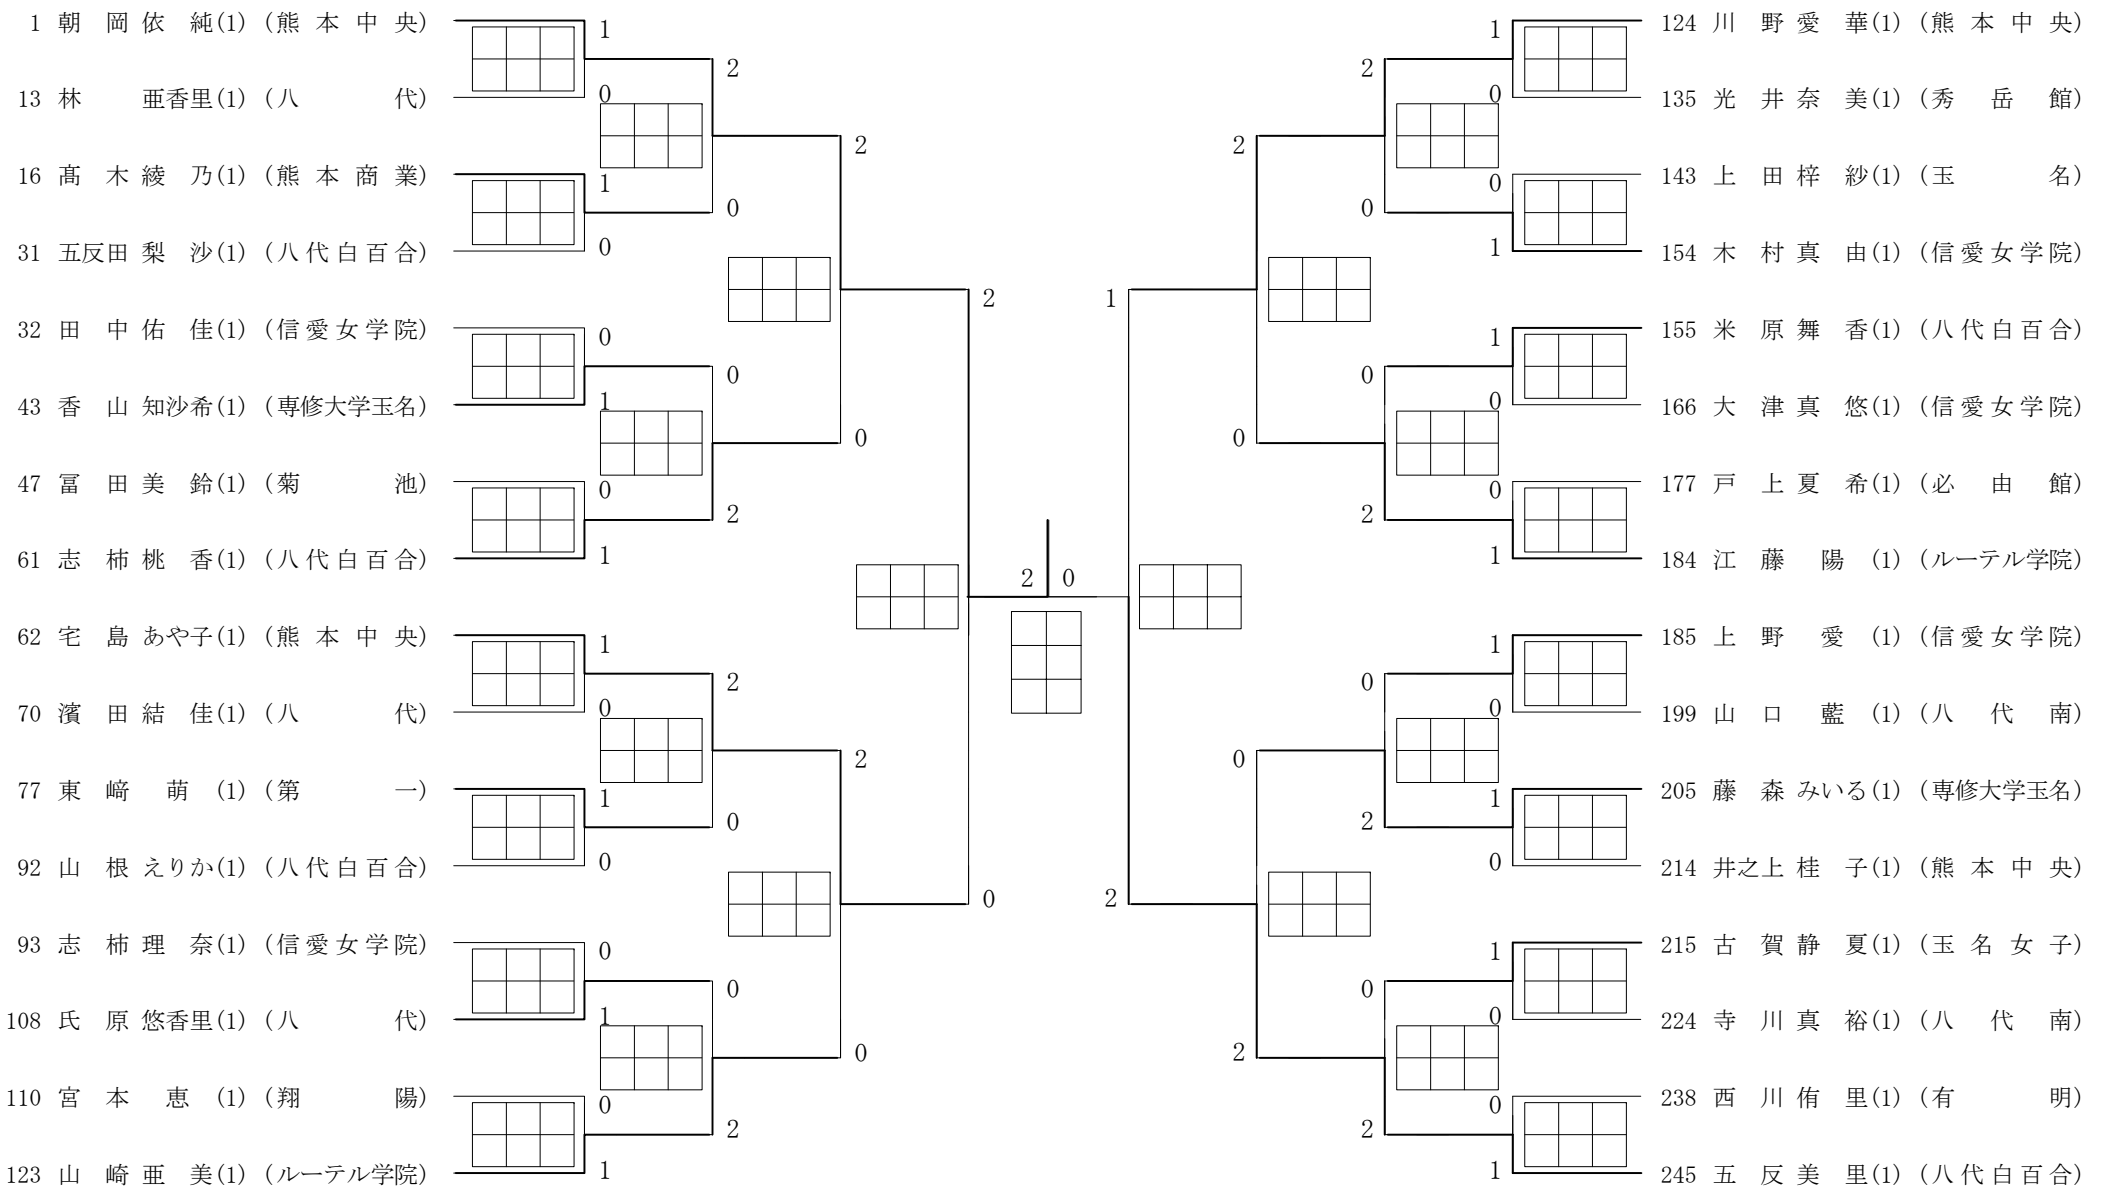 1 朝 岡 依 純(1) (熊 本 中 央) 1 1 124 川 野 愛 華(1) (熊 本 中 央)
2 2
13 林 亜香里(1) (八 代) 0 0 135 光 井 奈 美(1) (秀 岳 館)
2 2
16 髙 木 綾 乃(1) (熊 本 商 業) 1 0 143 上 田 梓 紗(1) (玉 名)
0 0
31 五反田 梨 沙(1) (八代白百合) 0 1 154 木 村 真 由(1) (信愛女学院)
2 1
32 田 中 佑 佳(1) (信愛女学院) 0 1 155 米 原 舞 香(1) (八代白百合)
0 0
43 香 山 知沙希(1) (専修大学玉名) 1 0 166 大 津 真 悠(1) (信愛女学院)
0 0
47 冨 田 美 鈴(1) (菊 池) 0 0 177 戸 上 夏 希(1) (必 由 館)
2 2
61 志 柿 桃 香(1) (八代白百合) 1 1 184 江 藤 陽 (1) (ルーテル学院)
2 0
62 宅 島 あや子(1) (熊 本 中 央) 1 1 185 上 野 愛 (1) (信愛女学院)
2 0
70 濱 田 結 佳(1) (八 代) 0 0 199 山 口 藍 (1) (八 代 南)
2 0
77 東 﨑 萌 (1) (第 一) 1 1 205 藤 森 みいる(1) (専修大学玉名)
0 2
92 山 根 えりか(1) (八代白百合) 0 0 214 井之上 桂 子(1) (熊 本 中 央)
0 2
93 志 柿 理 奈(1) (信愛女学院) 0 1 215 古 賀 静 夏(1) (玉 名 女 子)
0 0
108 氏 原 悠香里(1) (八 代) 1 0 224 寺 川 真 裕(1) (八 代 南)
0 2
110 宮 本 恵 (1) (翔 陽) 0 0 238 西 川 侑 里(1) (有 明)
2 2
123 山 崎 亜 美(1) (ルーテル学院) 1 1 245 五 反 美 里(1) (八代白百合)